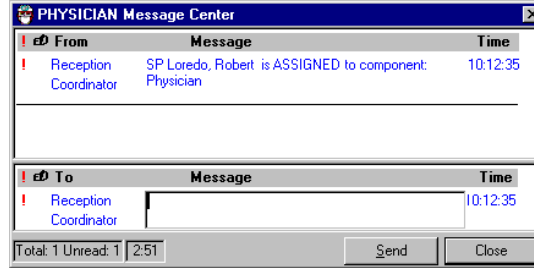 PHYSICIAN Message Center
! From Message Time
! Reception SP Loredo, Robert is ASSIGNED to component: 10:12:35
Coordinator Physician
! To Message Time
! Reception 10:12:35
Coordinator
Total: 1 Unread: 1 2:51 Send Close